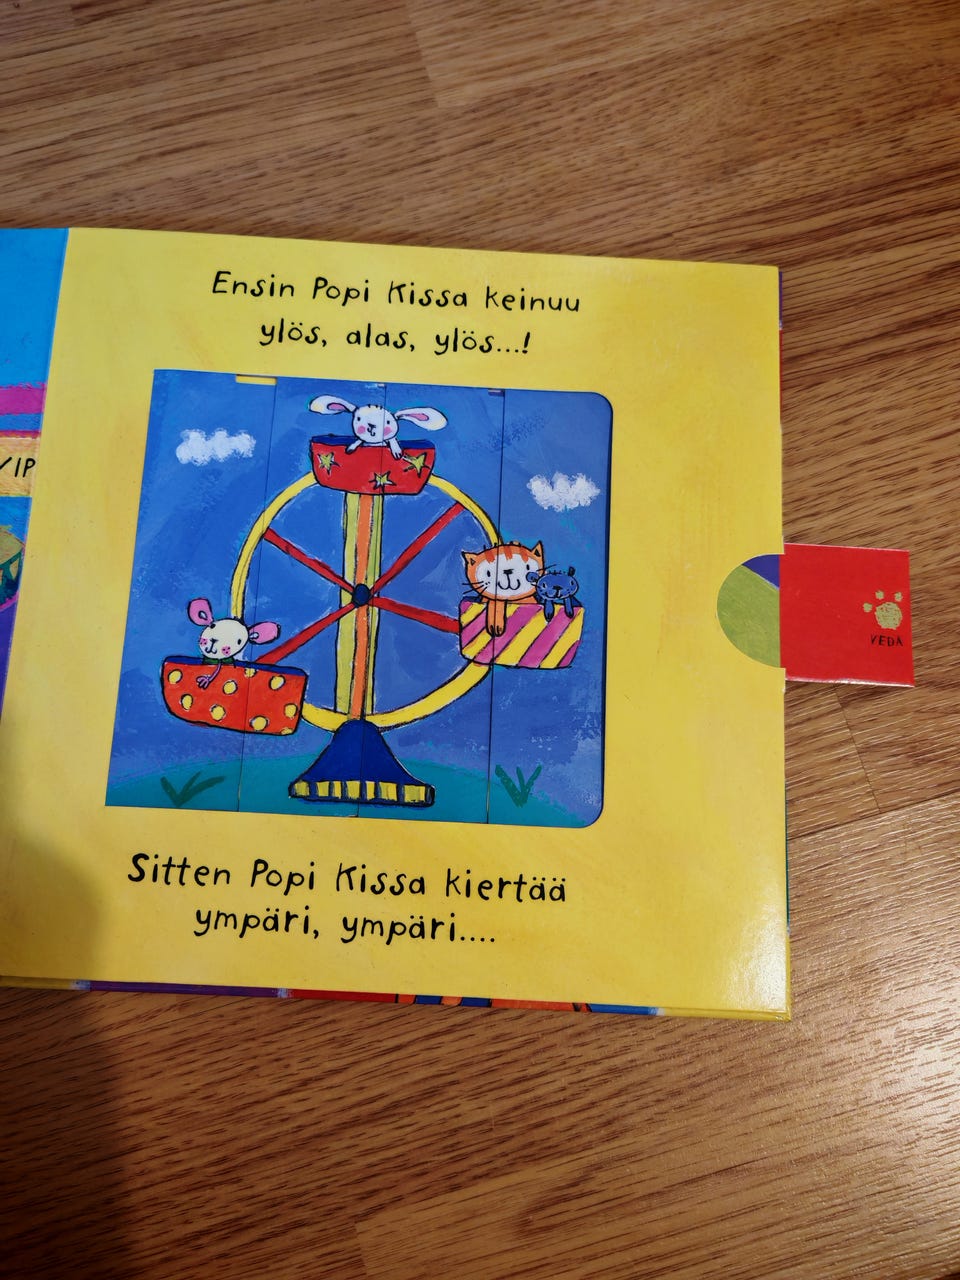 Ensin Popi Kissa keinuu
ylös, alas, ylös...!
VEDÄ
Sitten Popi Kissa kiertää
ympäri, ympäri....